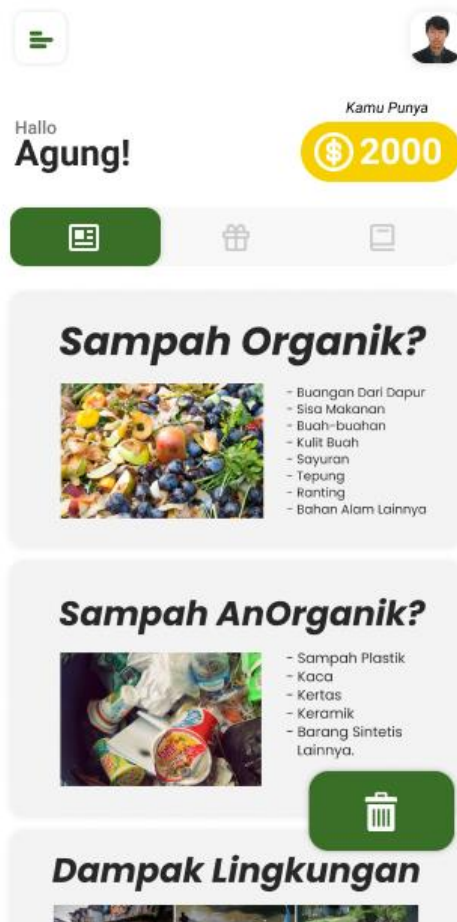 Kamu Punya
Hallo
Agung!
2000
Sampah Organik?
- Buangan Dari Dapur
- Sisa Makanan
- Buah-buahan
- Kulit Buah
- Sayuran
- Tepung
- Ranting
- Bahan Alam Lainnya
Sampah AnOrganik?
- Sampah Plastik
- Kaca
- Kertas
- Keramik
- Barang Sintetis
Lainnya.
Dampak Lingkungan